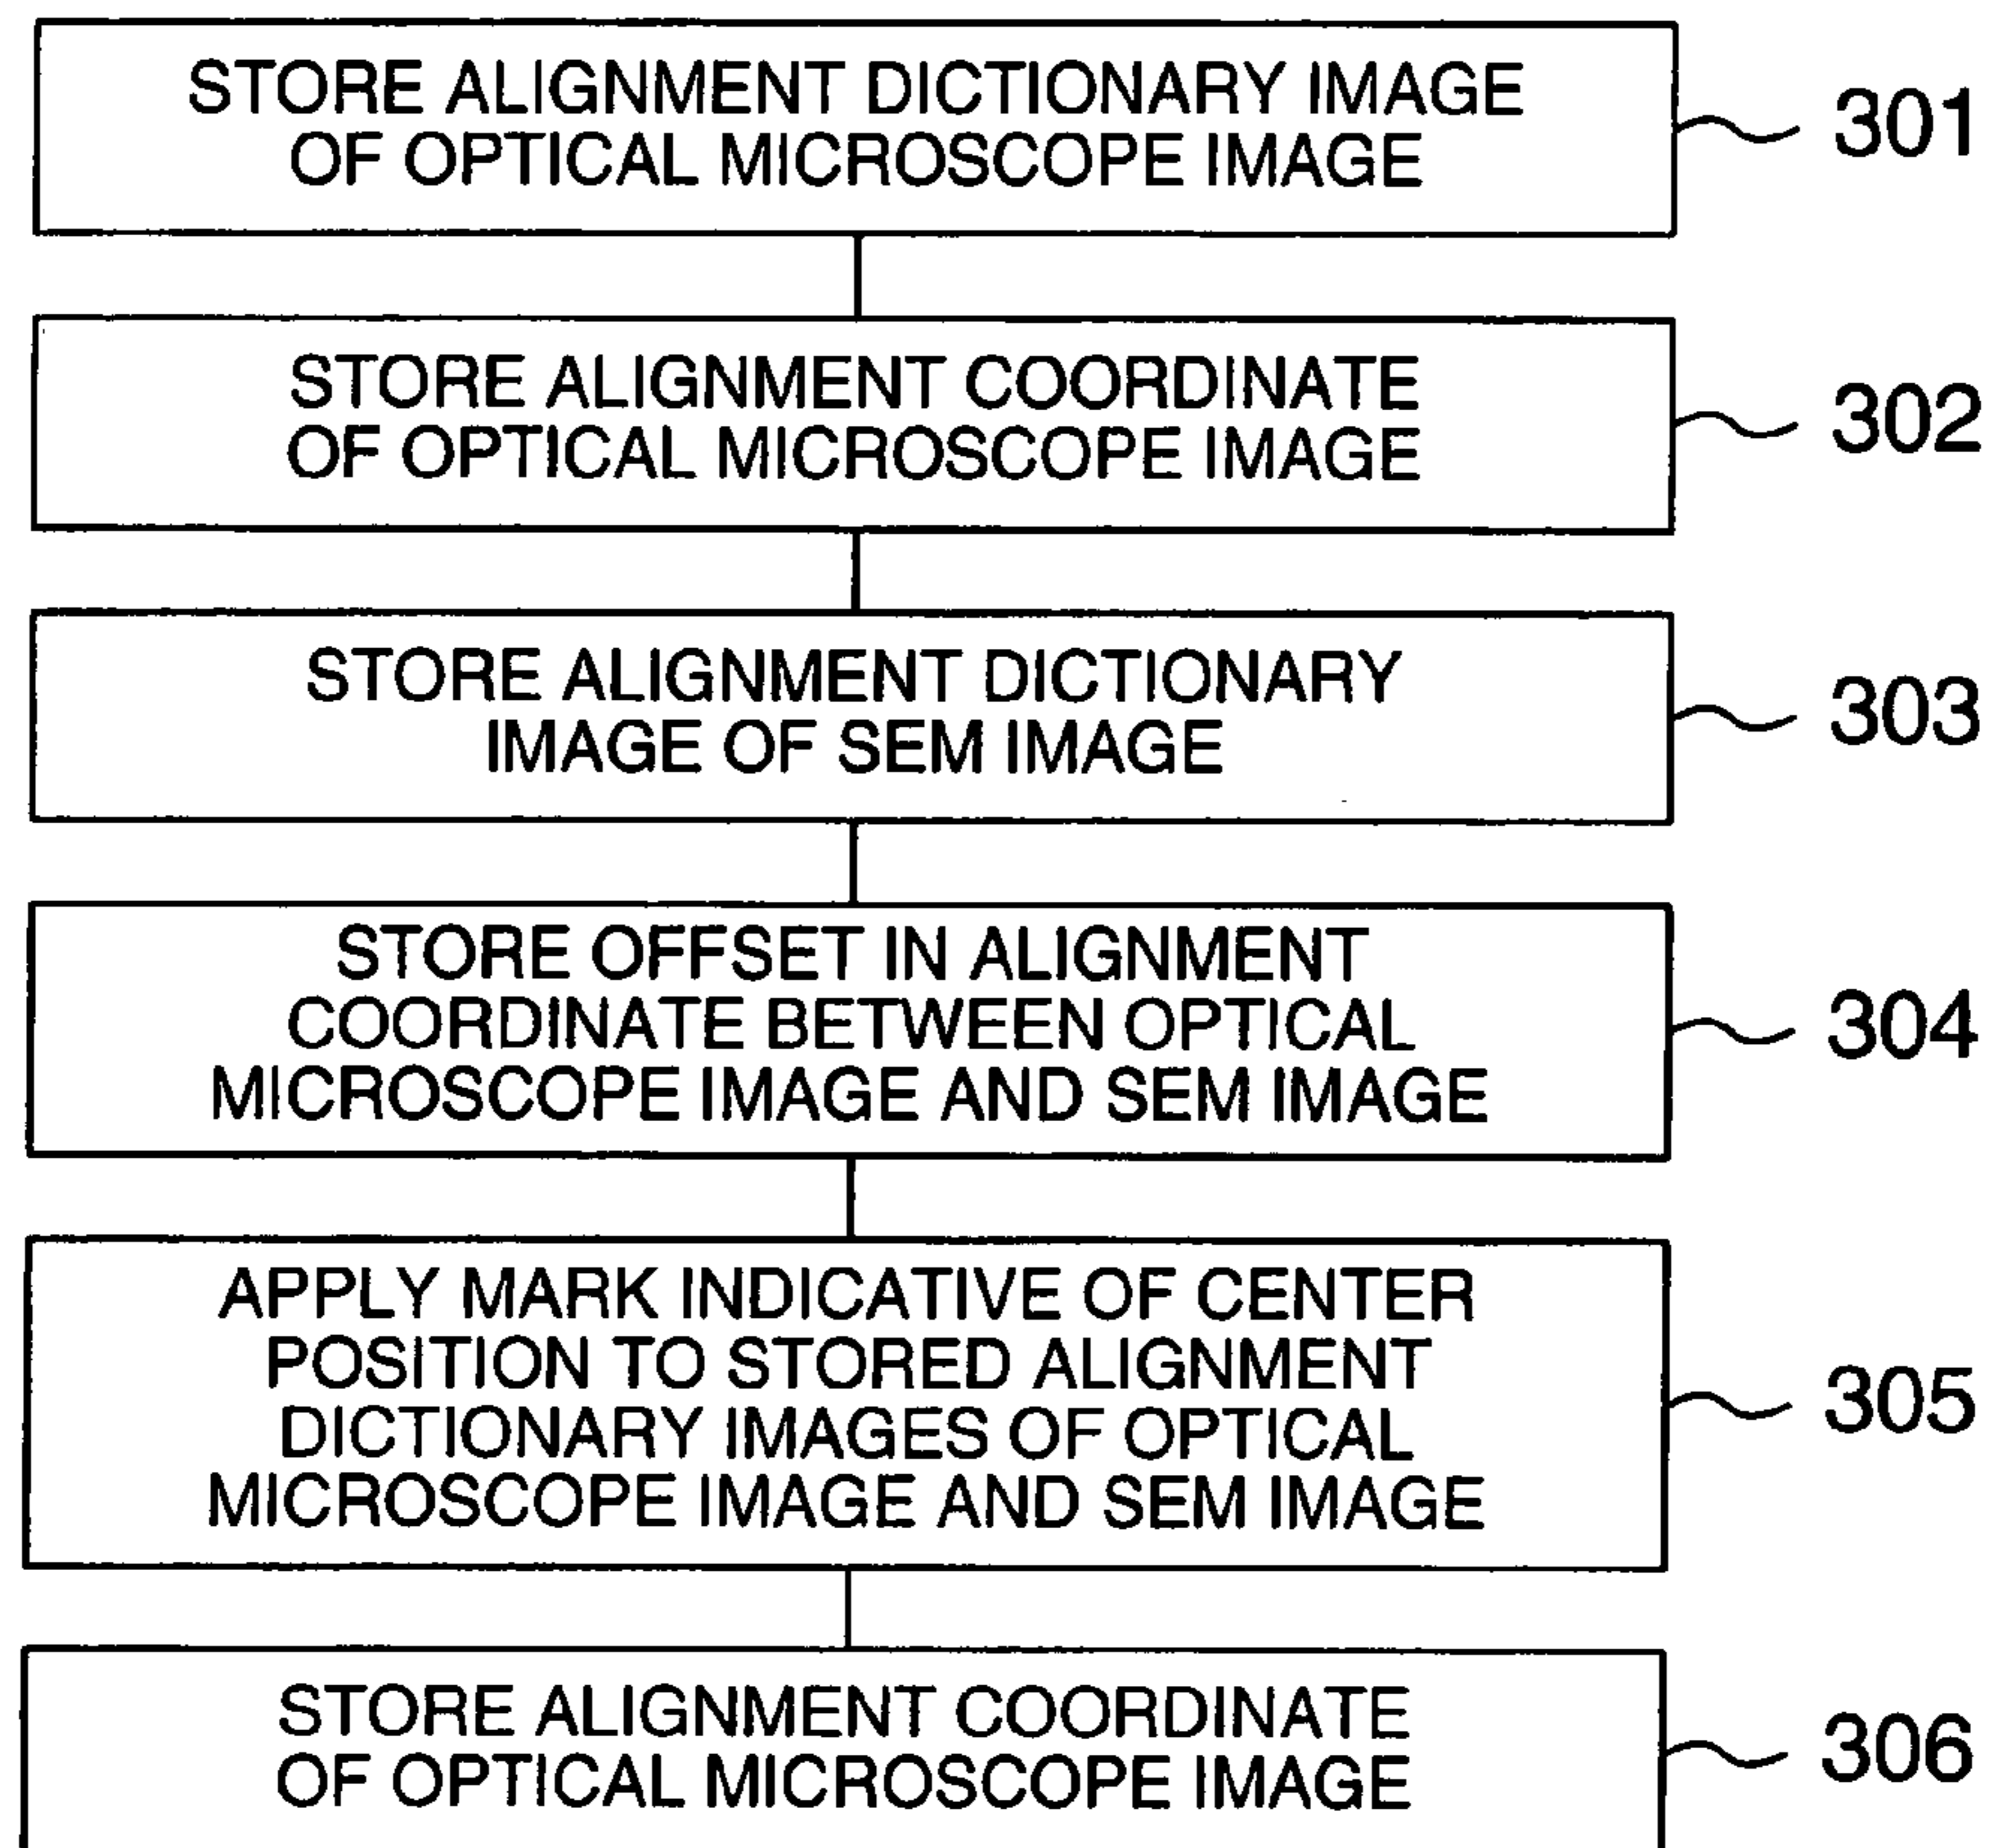 STORE ALIGNMENT DICTIONARY IMAGE
OF OPTICAL MICROSCOPE IMAGE
301
STORE ALIGNMENT COORDINATE
OF OPTICAL MICROSCOPE IMAGE
302
STORE ALIGNMENT DICTIONARY
IMAGE OF SEM IMAGE
303
STORE OFFSET IN ALIGNMENT
COORDINATE BETWEEN OPTICAL
MICROSCOPE IMAGE AND SEM IMAGE
304
APPLY MARK INDICATIVE OF CENTER
POSITION TO STORED ALIGNMENT
DICTIONARY IMAGES OF OPTICAL
MICROSCOPE IMAGE AND SEM IMAGE
305
STORE ALIGNMENT COORDINATE
OF OPTICAL MICROSCOPE IMAGE
306